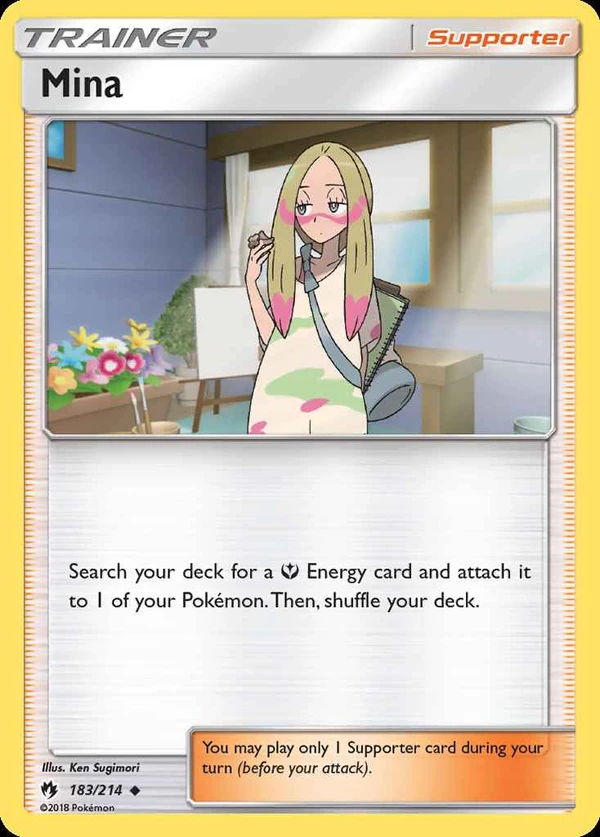 TRAINER
Supporter
Mina
Search your deck for a Energy card and attach it
to 1 of your Pokémon. Then, shuffle your deck.
You may play only 1 Supporter card during your
turn (before your attack).
Illus. Ken Sugimori
183/214
©2018 Pokémon